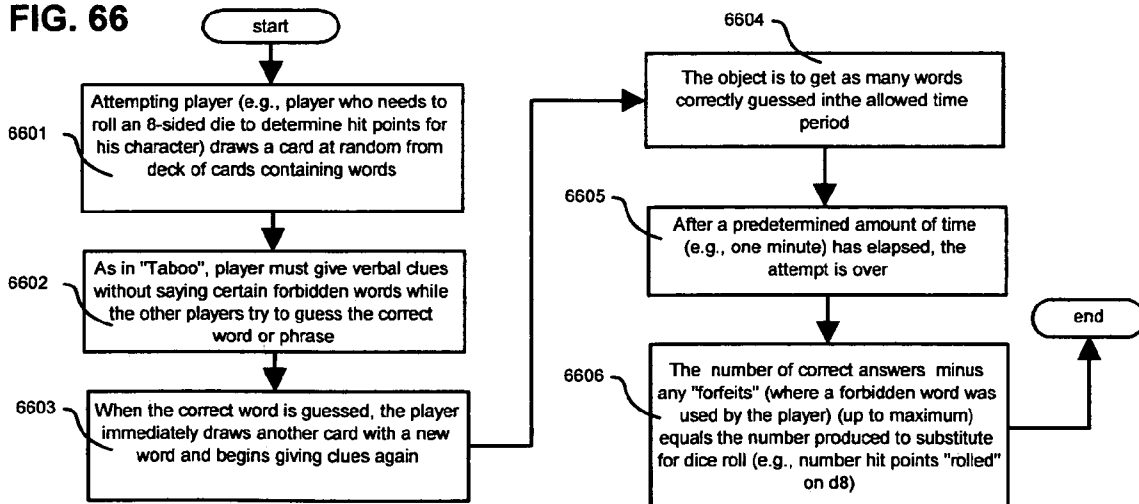 FIG. 66
start
6601
Attempting player (e.g., player who needs to
roll an 8-sided die to determine hit points for
his character) draws a card at random from
deck of cards containing words
6602
As in "Taboo", player must give verbal clues
without saying certain forbidden words while
the other players try to guess the correct
word or phrase
6603
When the correct word is guessed, the player
immediately draws another card with a new
word and begins giving clues again
6604
The object is to get as many words
correctly guessed inthe allowed time
period
6605
After a predetermined amount of time
(e.g., one minute) has elapsed, the
attempt is over
6606
The number of correct answers minus
any "forfeits" (where a forbidden word was
used by the player) (up to maximum)
equals the number produced to substitute
for dice roll (e.g., number hit points "rolled"
on d8)
end